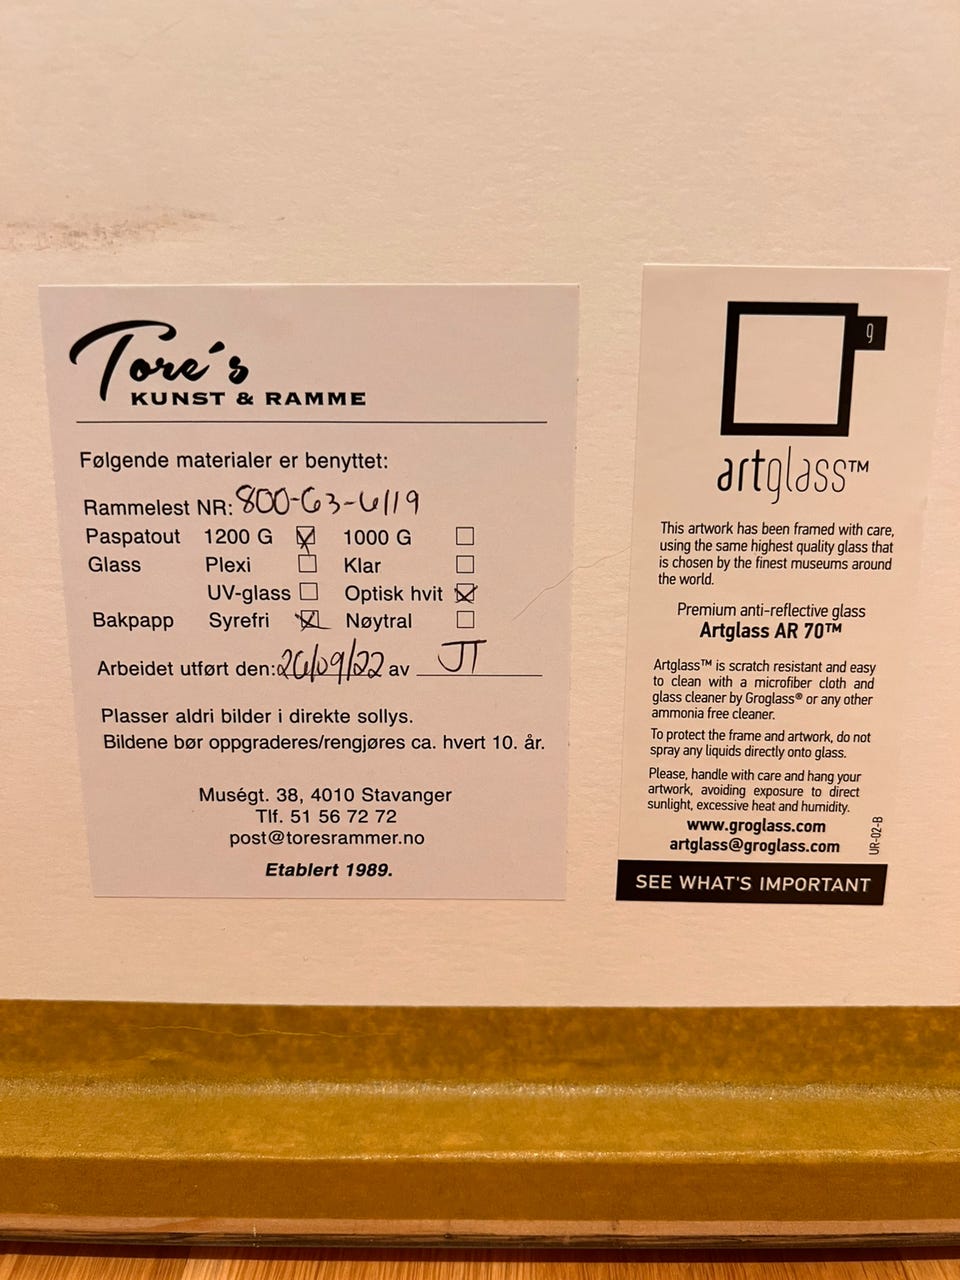 Tore's
KUNST & RAMME
Følgende materialer er benyttet:
Rammelest NR: 800-G3-6119
Paspatout 1200 G ☒ 1000 G ☐
Glass Plexi ☐ Klar ☐
UV-glass ☐ Optisk hvit ☒
Bakpapp Syrefri ☒ Nøytral ☐
Arbeidet utført den: 26/09/22 av JT
Plasser aldri bilder i direkte sollys.
Bildene bør oppgraderes/rengjøres ca. hvert 10. år.
Muségt. 38, 4010 Stavanger
Tlf. 51 56 72 72
post@toresrammer.no
Etablert 1989.
g
artglass™
This artwork has been framed with care,
using the same highest quality glass that
is chosen by the finest museums around
the world.
Premium anti-reflective glass
Artglass AR 70™
Artglass™ is scratch resistant and easy
to clean with a microfiber cloth and
glass cleaner by Groglass® or any other
ammonia free cleaner.
To protect the frame and artwork, do not
spray any liquids directly onto glass.
Please, handle with care and hang your
artwork, avoiding exposure to direct
sunlight, excessive heat and humidity.
www.groglass.com
artglass@groglass.com
UR-02-B
SEE WHAT'S IMPORTANT